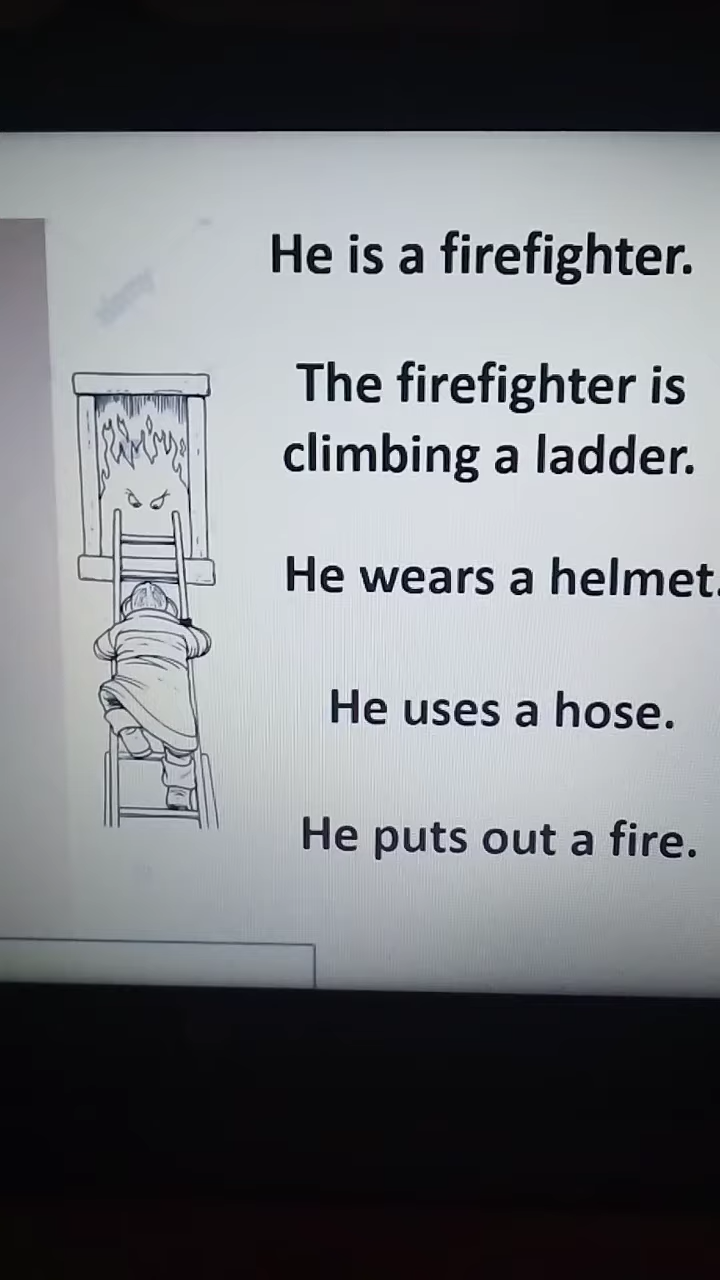 He is a firefighter.
The firefighter is
climbing a ladder.
He wears a helmet.
He uses a hose.
He puts out a fire.